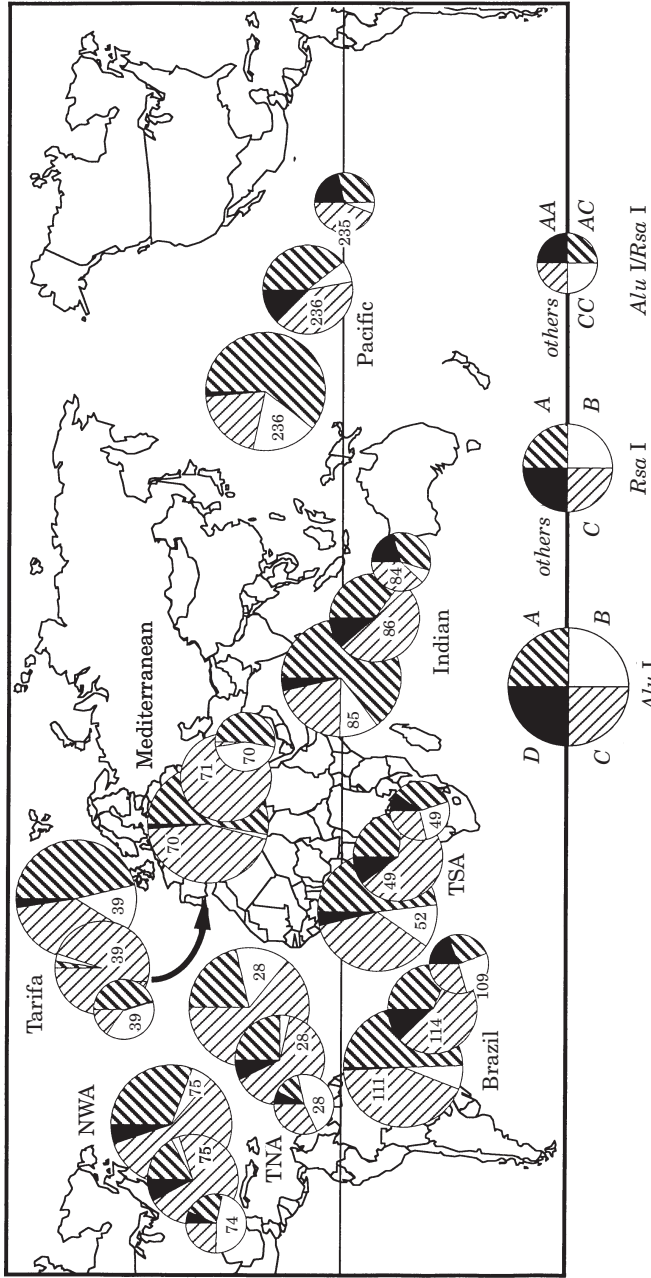 NWA
75
75
74
TNA
28
28
28
Tarifa
39
39
39
Mediterranean
70
71
70
Brazil
111
114
109
TSA
52
49
49
Indian
85
86
84
Pacific
236
236
235
D
A
C
B
Alu I
others
A
C
B
Rsa I
others
AA
CC
AC
Alu I/Rsa I